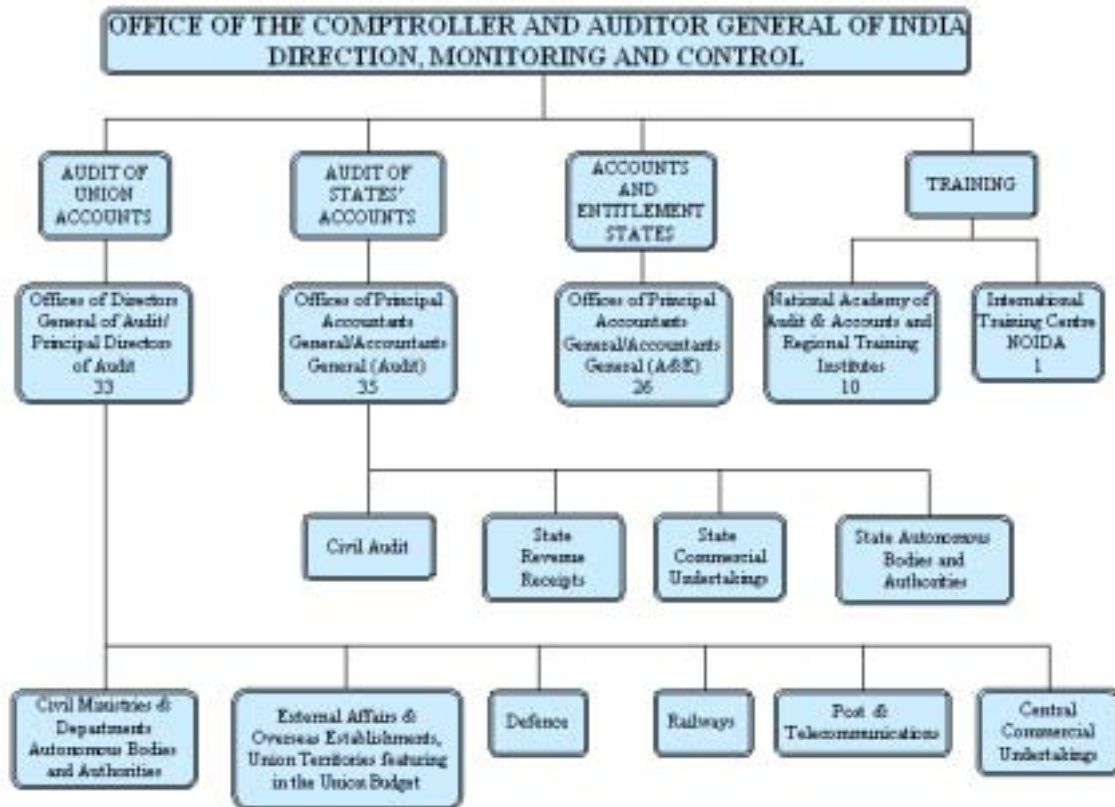 OFFICE OF THE COMPTROLLER AND AUDITOR GENERAL OF INDIA
DIRECTION, MONITORING AND CONTROL
AUDIT OF
UNION
ACCOUNTS
AUDIT OF
STATES'
ACCOUNTS
ACCOUNTS
AND
ENTITLEMENT
STATES
TRAINING
Offices of Directors
General of Audit/
Principal Directors
of Audit
33
Offices of Principal
Accountants
General/Accountants
General (Audit)
35
Offices of Principal
Accountants
General/Accountants
General (A&E)
26
National Academy of
Audit & Accounts and
Regional Training
Institutes
10
International
Training Centre
NOIDA
1
Civil Audit
State
Revenue
Receipts
State
Commercial
Undertakings
State Autonomous
Bodies and
Authorities
Civil Ministries &
Departments
Autonomous Bodies
and Authorities
External Affairs &
Overseas Establishments,
Union Territories featuring
in the Union Budget
Defence
Railways
Post &
Telecommunications
Central
Commercial
Undertakings